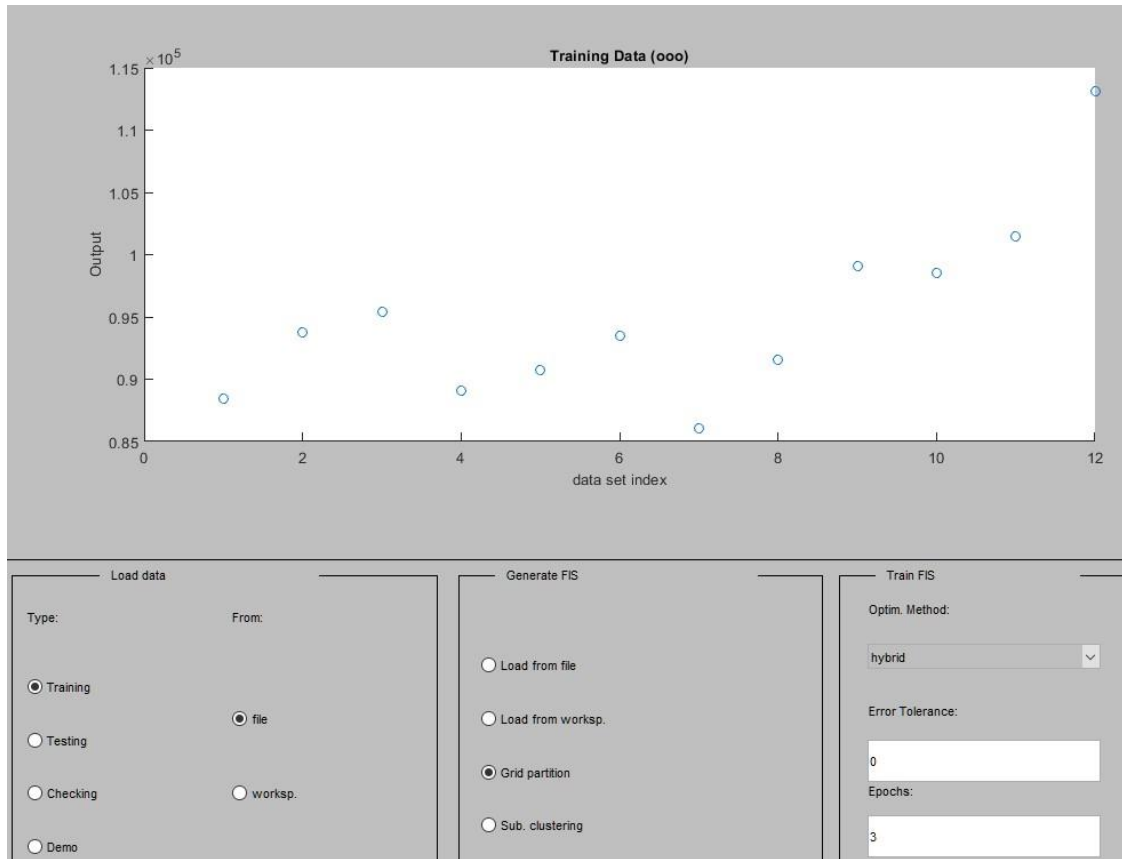 Training Data (ooo)
×10⁵
1.15
1.1
1.05
1
0.95
0.9
0.85
Output
0 2 4 6 8 10 12
data set index
Load data
Type: From:
Training
file
Testing
Checking
worksp.
Demo
Generate FIS
Load from file
Load from worksp.
Grid partition
Sub. clustering
Train FIS
Optim. Method:
hybrid
Error Tolerance:
0
Epochs:
3